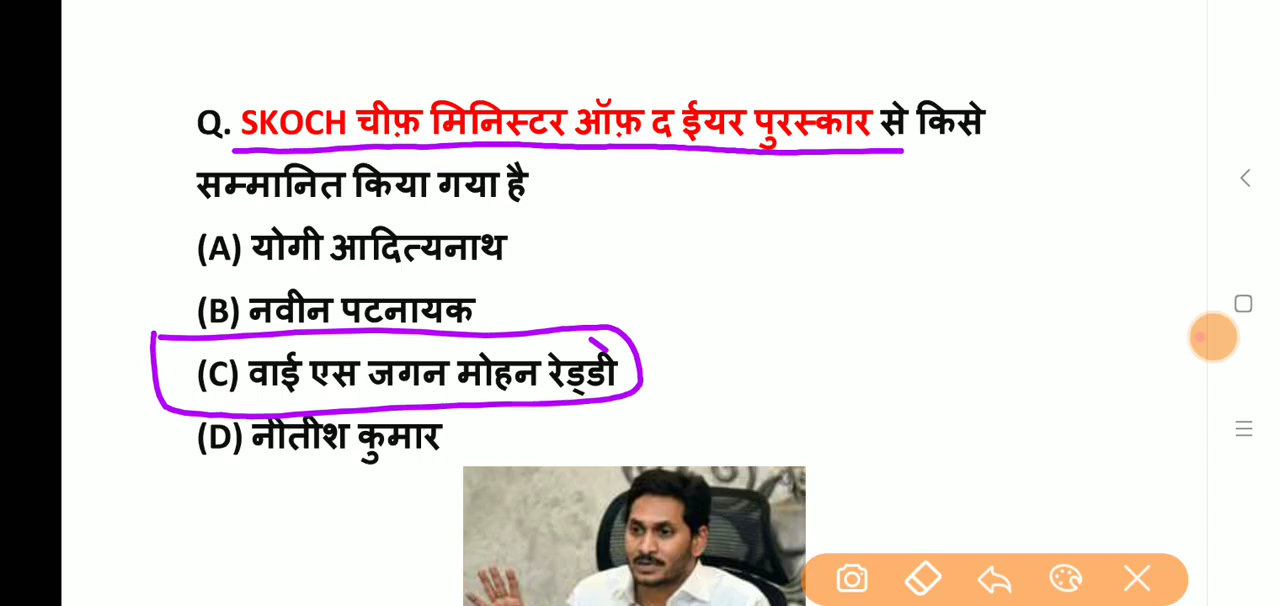 Q. SKOCH चीफ़ मिनिस्टर ऑफ़ द ईयर पुरस्कार से किसे
सम्मानित किया गया है
(A) योगी आदित्यनाथ
(B) नवीन पटनायक
(C) वाई एस जगन मोहन रेड्डी
(D) नीतीश कुमार